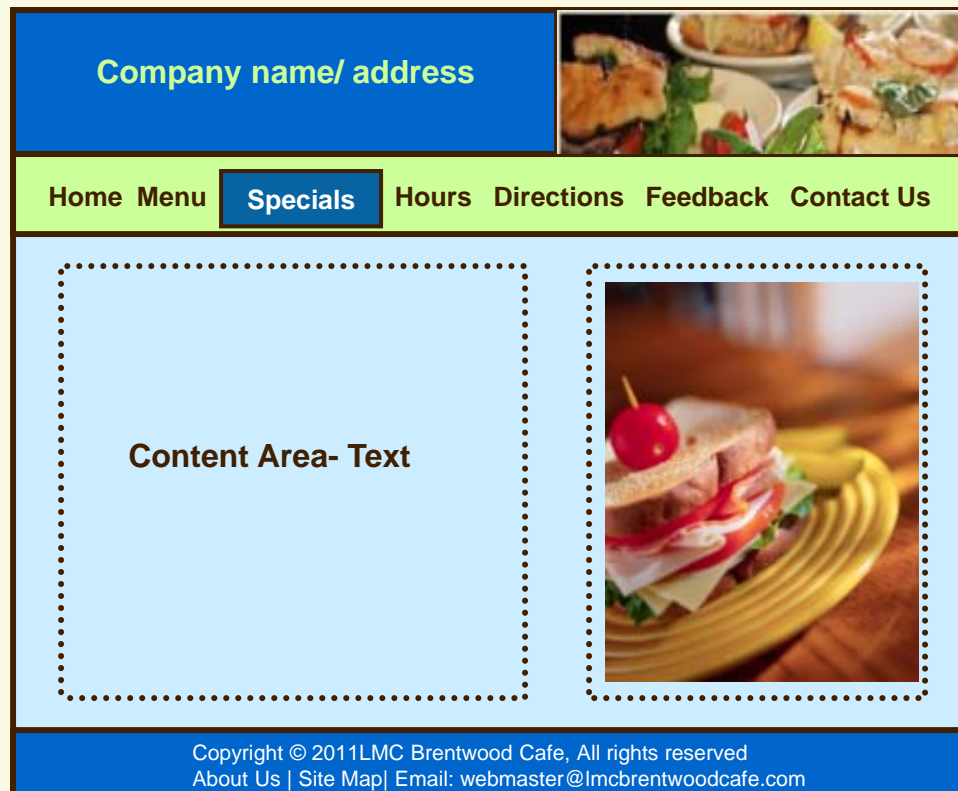 Company name/ address
Home Menu Specials Hours Directions Feedback Contact Us
Content Area- Text
Copyright © 2011LMC Brentwood Cafe, All rights reserved
About Us | Site Map| Email: webmaster@lmcbrentwoodcafe.com